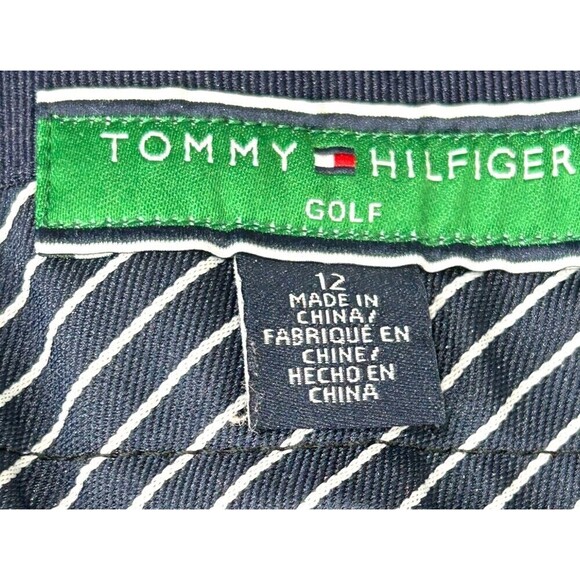 TOMMY HILFIGER
GOLF
12
MADE IN
CHINA/
FABRIQUÉ EN
CHINE/
HECHO EN
CHINA